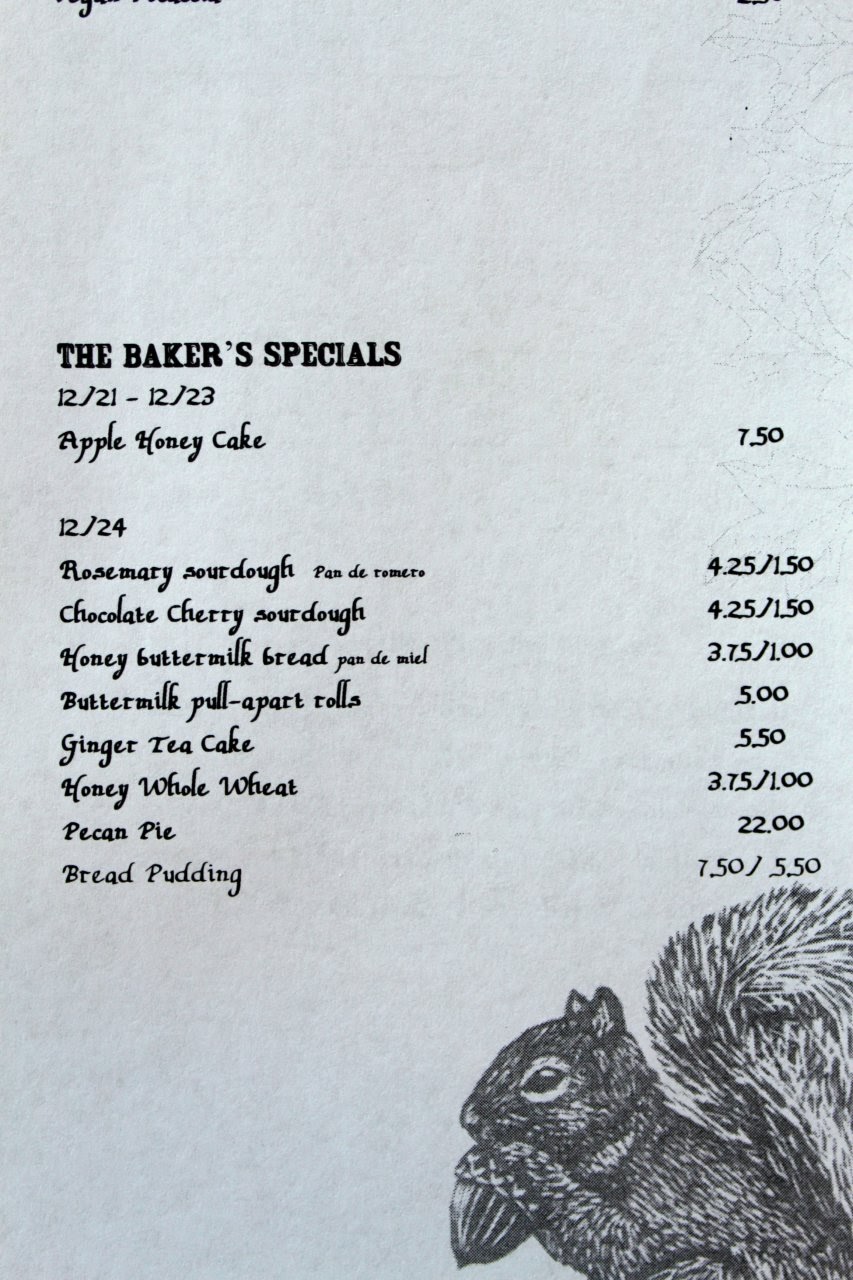 THE BAKER'S SPECIALS
12/21 - 12/23
Apple Honey Cake 7.50
12/24
Rosemary sourdough Pan de romero 4.25/1.50
Chocolate Cherry sourdough 4.25/1.50
Honey buttermilk bread pan de miel 3.75/1.00
Buttermilk pull-apart rolls 5.00
Ginger Tea Cake 5.50
Honey Whole Wheat 3.75/1.00
Pecan Pie 22.00
Bread Pudding 7.50/ 5.50